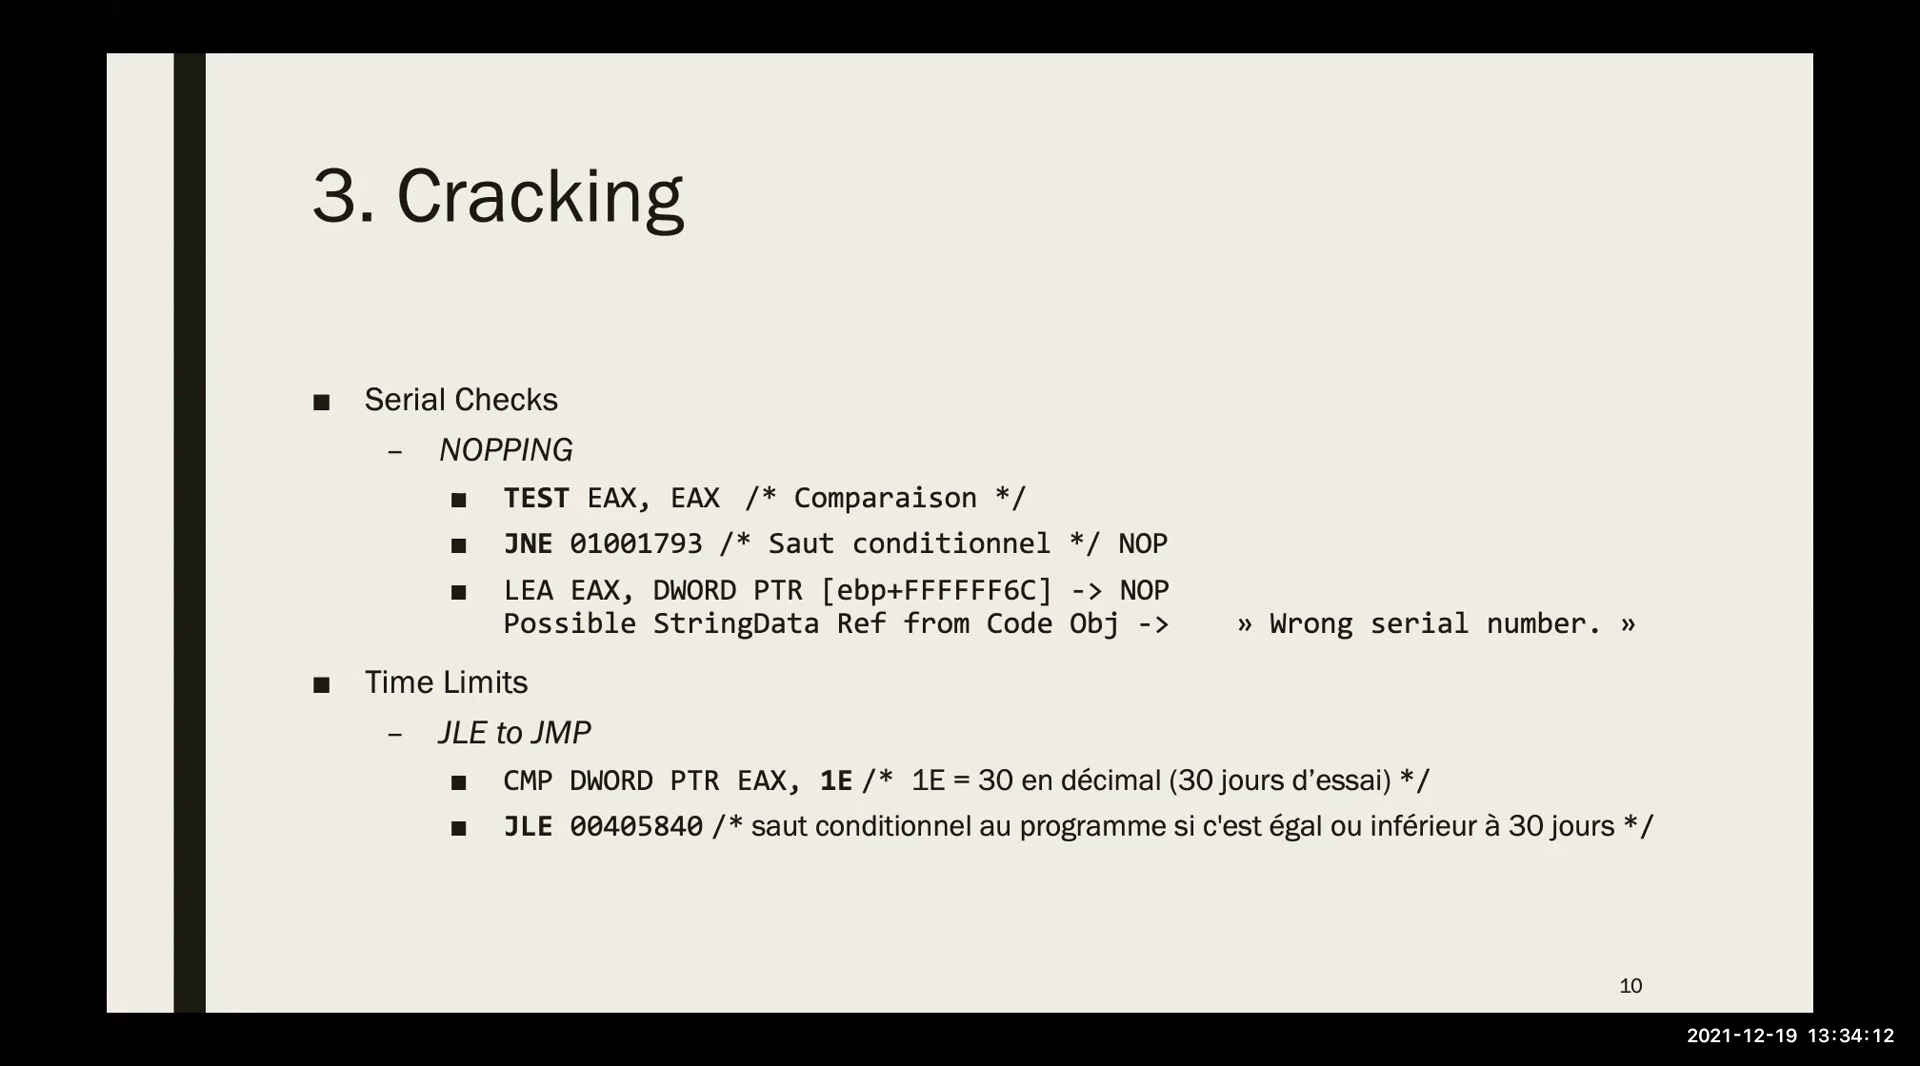 3. Cracking
■ Serial Checks
– NOPPING
■ TEST EAX, EAX /* Comparaison */
■ JNE 01001793 /* Saut conditionnel */ NOP
■ LEA EAX, DWORD PTR [ebp+FFFFFF6C] -> NOP
Possible StringData Ref from Code Obj -> » Wrong serial number. »
■ Time Limits
– JLE to JMP
■ CMP DWORD PTR EAX, 1E /* 1E = 30 en décimal (30 jours d’essai) */
■ JLE 00405840 /* saut conditionnel au programme si c'est égal ou inférieur à 30 jours */
10
2021-12-19 13:34:12